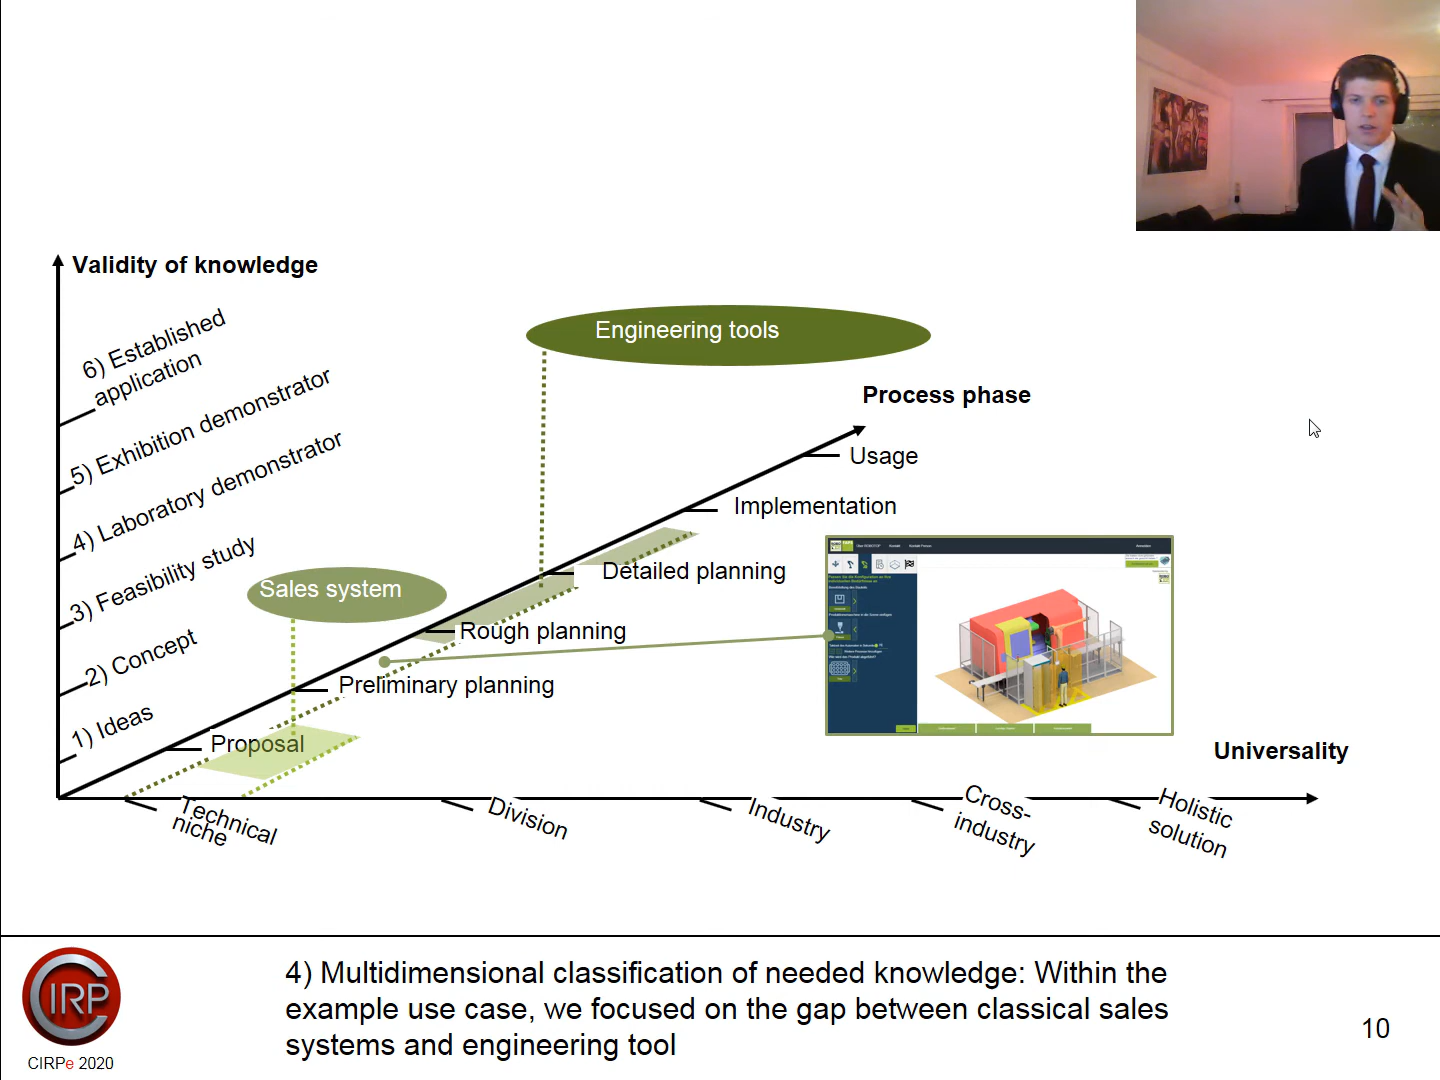 Validity of knowledge
6) Established
application
5) Exhibition demonstrator
4) Laboratory demonstrator
3) Feasibility study
2) Concept
1) Ideas
Engineering tools
Sales system
Process phase
Usage
Implementation
Detailed planning
Rough planning
Preliminary planning
Proposal
Universality
Technical
niche
Division
Industry
Cross-
industry
Holistic
solution
CIRP
CIRPe 2020
4) Multidimensional classification of needed knowledge: Within the
example use case, we focused on the gap between classical sales
systems and engineering tool
10